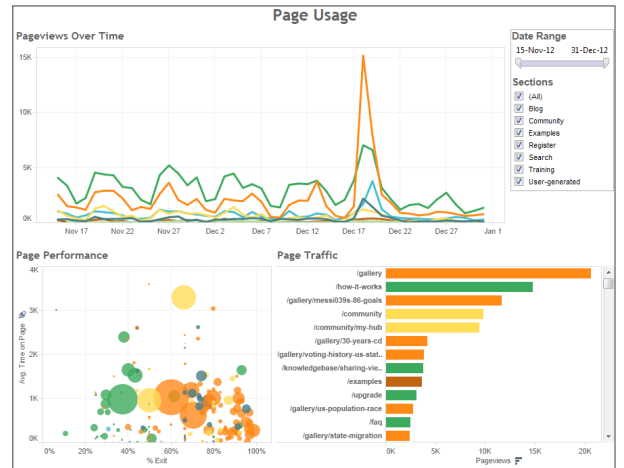 Page Usage
Pageviews Over Time
15K
10K
5K
0K
Nov 17 Nov 22 Nov 27 Dec 2 Dec 7 Dec 12 Dec 17 Dec 22 Dec 27 Jan 1
Date Range
15-Nov-12 31-Dec-12
Sections
(All)
Blog
Community
Examples
Register
Search
Training
User-generated
Page Performance
4K
3K
2K
1K
0K
Avg. Time on Page
0% 20% 40% 60% 80% 100%
% Exit
Page Traffic
/gallery
/how-it-works
/gallery/messi039s-86-goals
/community
/community/my-hub
/gallery/30-years-cd
/gallery/voting-history-us-stat..
/knowledgebase/sharing-vie..
/examples
/upgrade
/gallery/us-population-race
/faq
/gallery/state-migration
0K 5K 10K 15K 20K
Pageviews